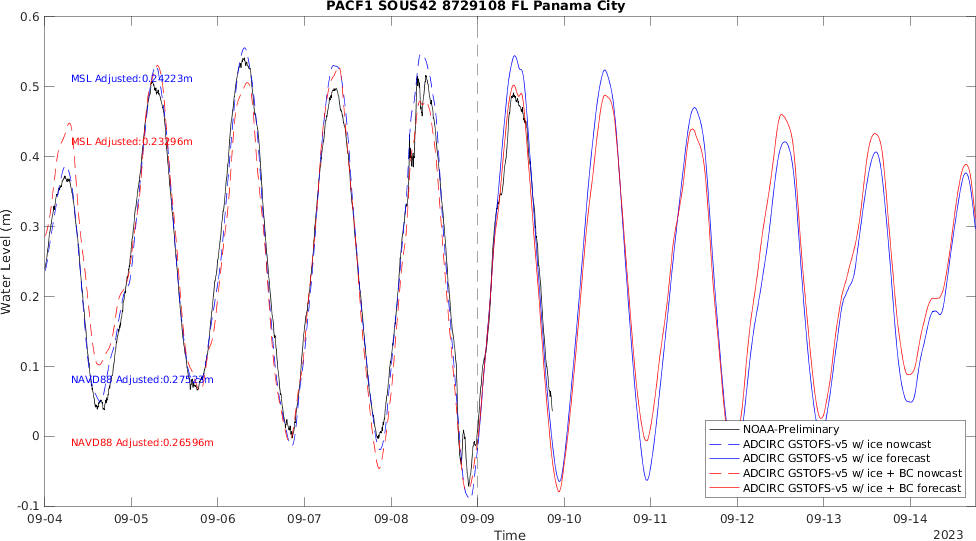 PACF1 SOUS42 8729108 FL Panama City
0.6
0.5
0.4
0.3
0.2
0.1
0
-0.1
Water Level (m)
MSL Adjusted:0.24223m
MSL Adjusted:0.23296m
NAVD88 Adjusted:0.27523m
NAVD88 Adjusted:0.26596m
NOAA-Preliminary
ADCIRC GSTOFS-v5 w/ ice nowcast
ADCIRC GSTOFS-v5 w/ ice forecast
ADCIRC GSTOFS-v5 w/ ice + BC nowcast
ADCIRC GSTOFS-v5 w/ ice + BC forecast
09-04 09-05 09-06 09-07 09-08 09-09 09-10 09-11 09-12 09-13 09-14
Time
2023